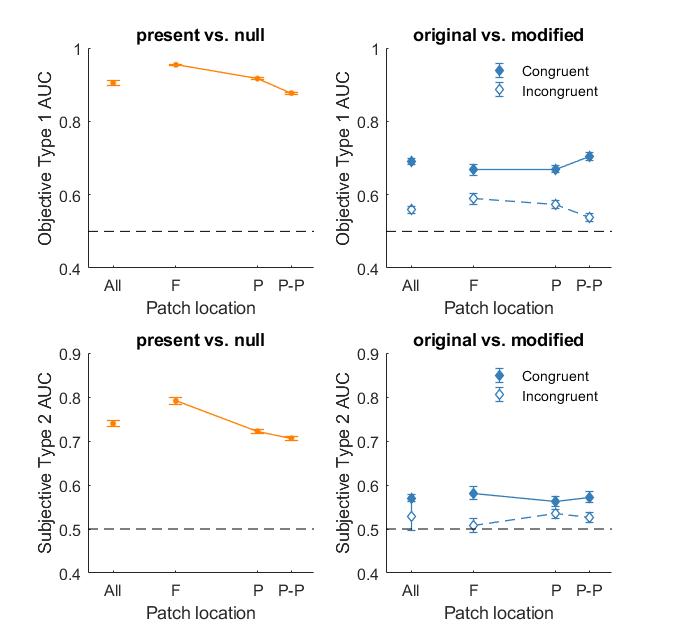 present vs. null
Objective Type 1 AUC
1
0.8
0.6
0.4
All F P P-P
Patch location
original vs. modified
Congruent
Incongruent
Objective Type 1 AUC
1
0.8
0.6
0.4
All F P P-P
Patch location
present vs. null
Subjective Type 2 AUC
0.9
0.8
0.7
0.6
0.5
0.4
All F P P-P
Patch location
original vs. modified
Congruent
Incongruent
Subjective Type 2 AUC
0.9
0.8
0.7
0.6
0.5
0.4
All F P P-P
Patch location